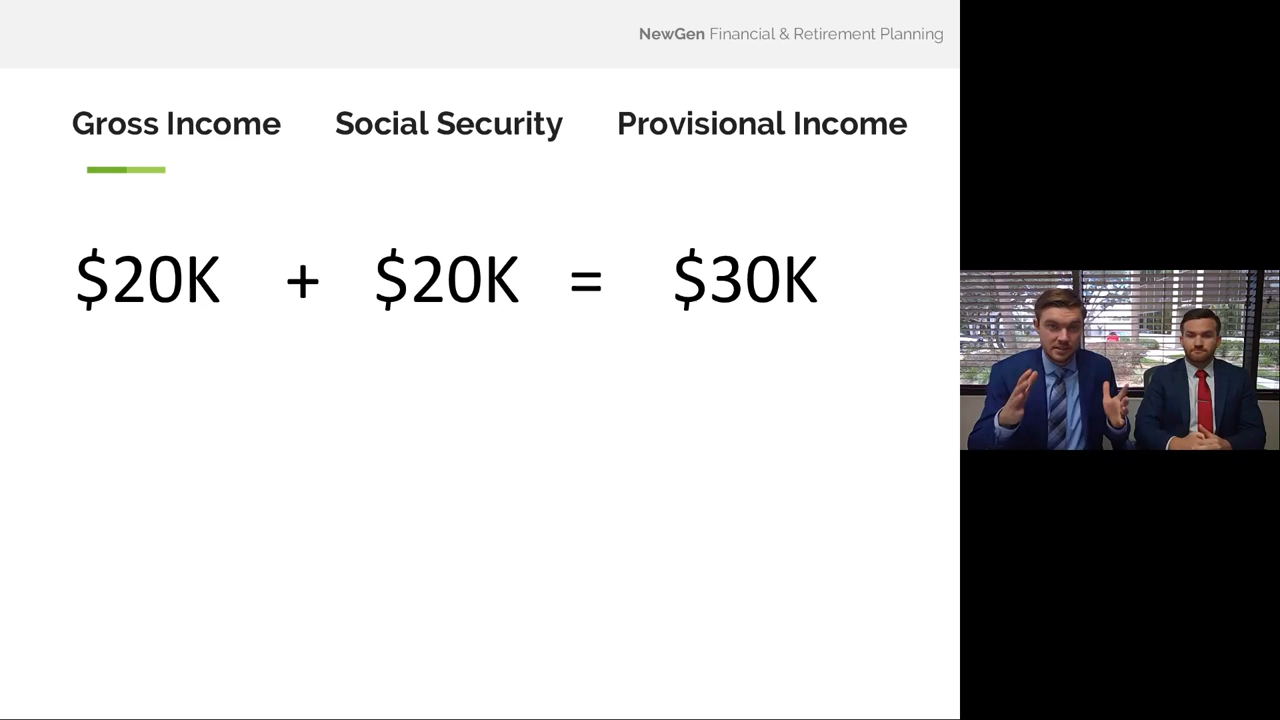 NewGen Financial & Retirement Planning
Gross Income Social Security Provisional Income
$20K + $20K = $30K